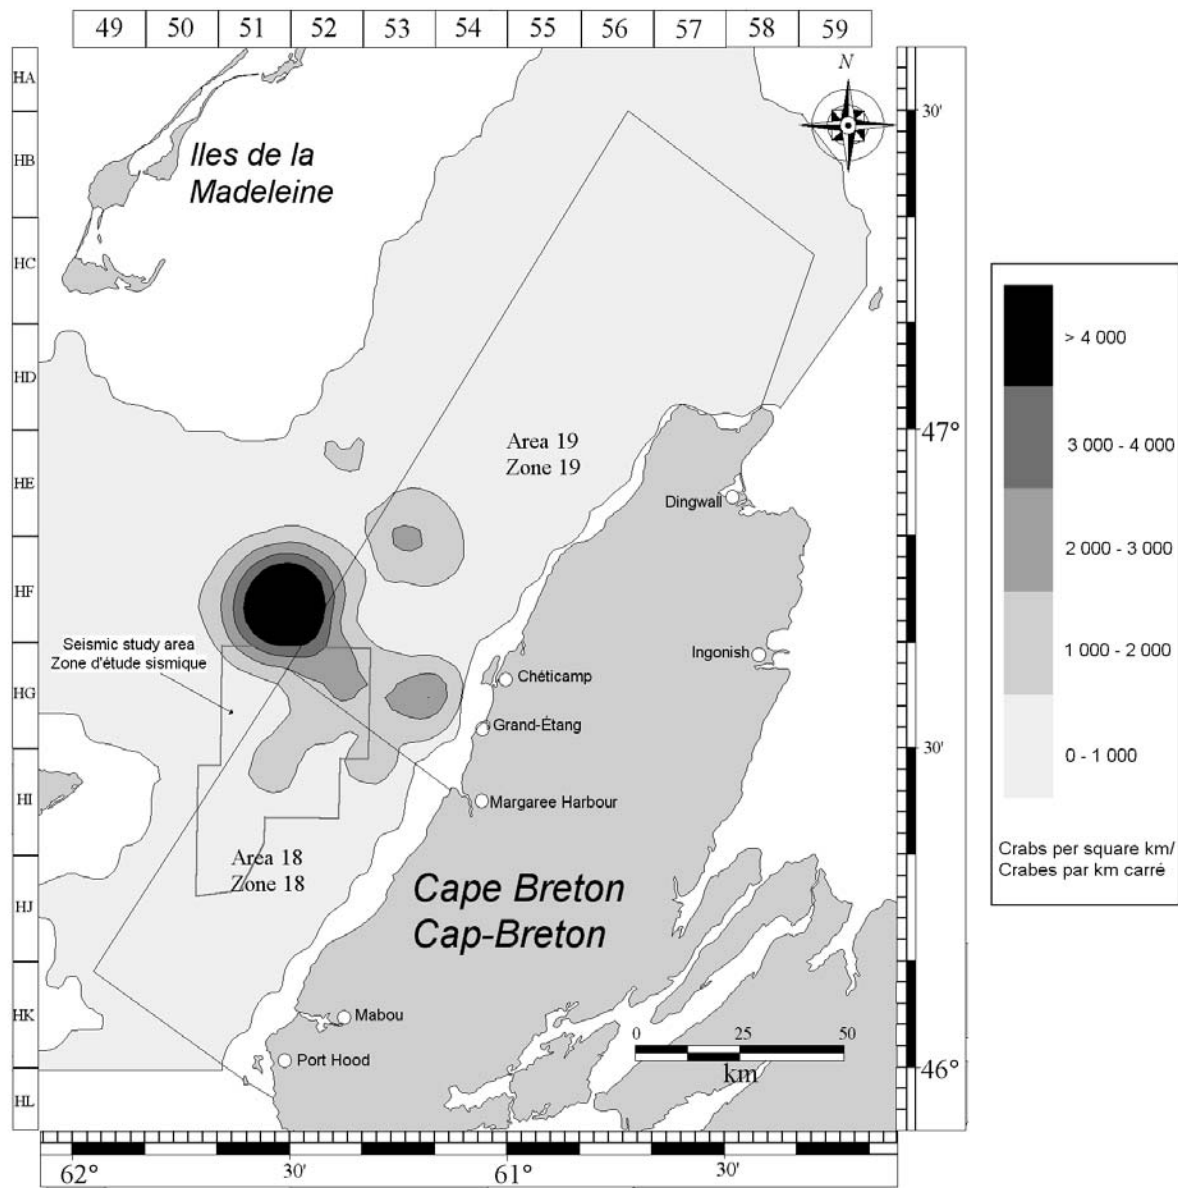 49 50 51 52 53 54 55 56 57 58 59
HA
N
30'
HB
Iles de la
Madeleine
HC
> 4 000
HD
47°
Area 19
Zone 19
3 000 - 4 000
HE
Dingwall
2 000 - 3 000
HF
Seismic study area
Zone d'étude sismique
Ingonish
1 000 - 2 000
HG
Chéticamp
Grand-Étang
30'
0 - 1 000
HI
Margaree Harbour
Area 18
Zone 18
Crabs per square km/
Crabes par km carré
HJ
Cape Breton
Cap-Breton
HK
Mabou
0 25 50
km
Port Hood
46°
HL
62° 30' 61° 30'